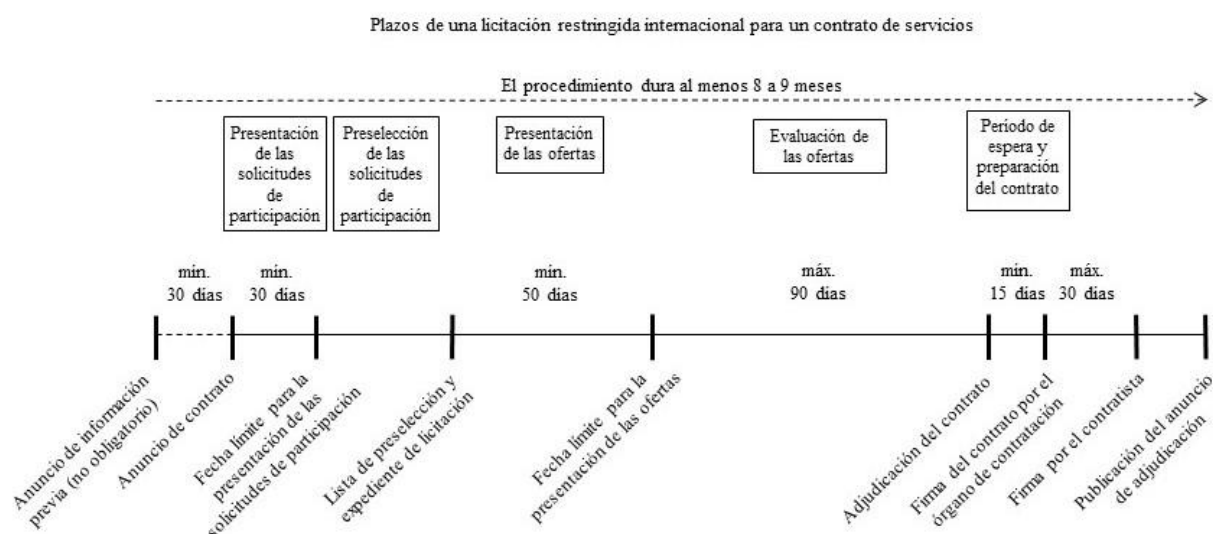 Plazos de una licitación restringida internacional para un contrato de servicios
El procedimiento dura al menos 8 a 9 meses
Presentación
de las
solicitudes
de
participación
Preselección
de las
solicitudes
de
participación
Presentación
de las ofertas
Evaluación de
las ofertas
Período de
espera y
preparación
del contrato
mín.
30 días
mín.
30 días
mín.
50 días
máx.
90 días
mín.
15 días
máx.
30 días
Anuncio de información
previa (no obligatorio)
Anuncio de contrato
Fecha límite para la
presentación de las
solicitudes de participación
Lista de preselección y
expediente de licitación
Fecha límite para la
presentación de las ofertas
Adjudicación del contrato
Firma del contrato por el
órgano de contratación
Firma por el contratista
Publicación del anuncio
de adjudicación